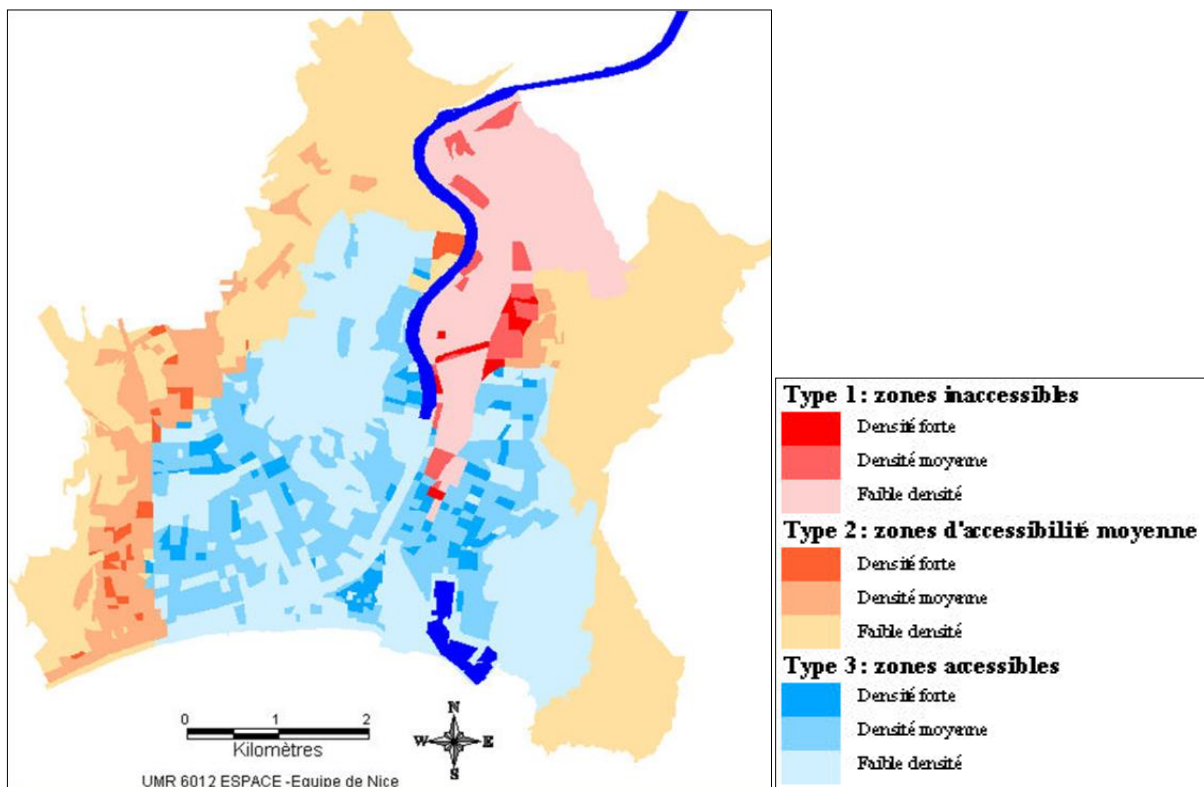 N
W E
S
0 1 2
Kilomètres
UMR 6012 ESPACE -Equipe de Nice
Type 1 : zones inaccessibles
Densité forte
Densité moyenne
Faible densité
Type 2 : zones d'accessibilité moyenne
Densité forte
Densité moyenne
Faible densité
Type 3 : zones accessibles
Densité forte
Densité moyenne
Faible densité